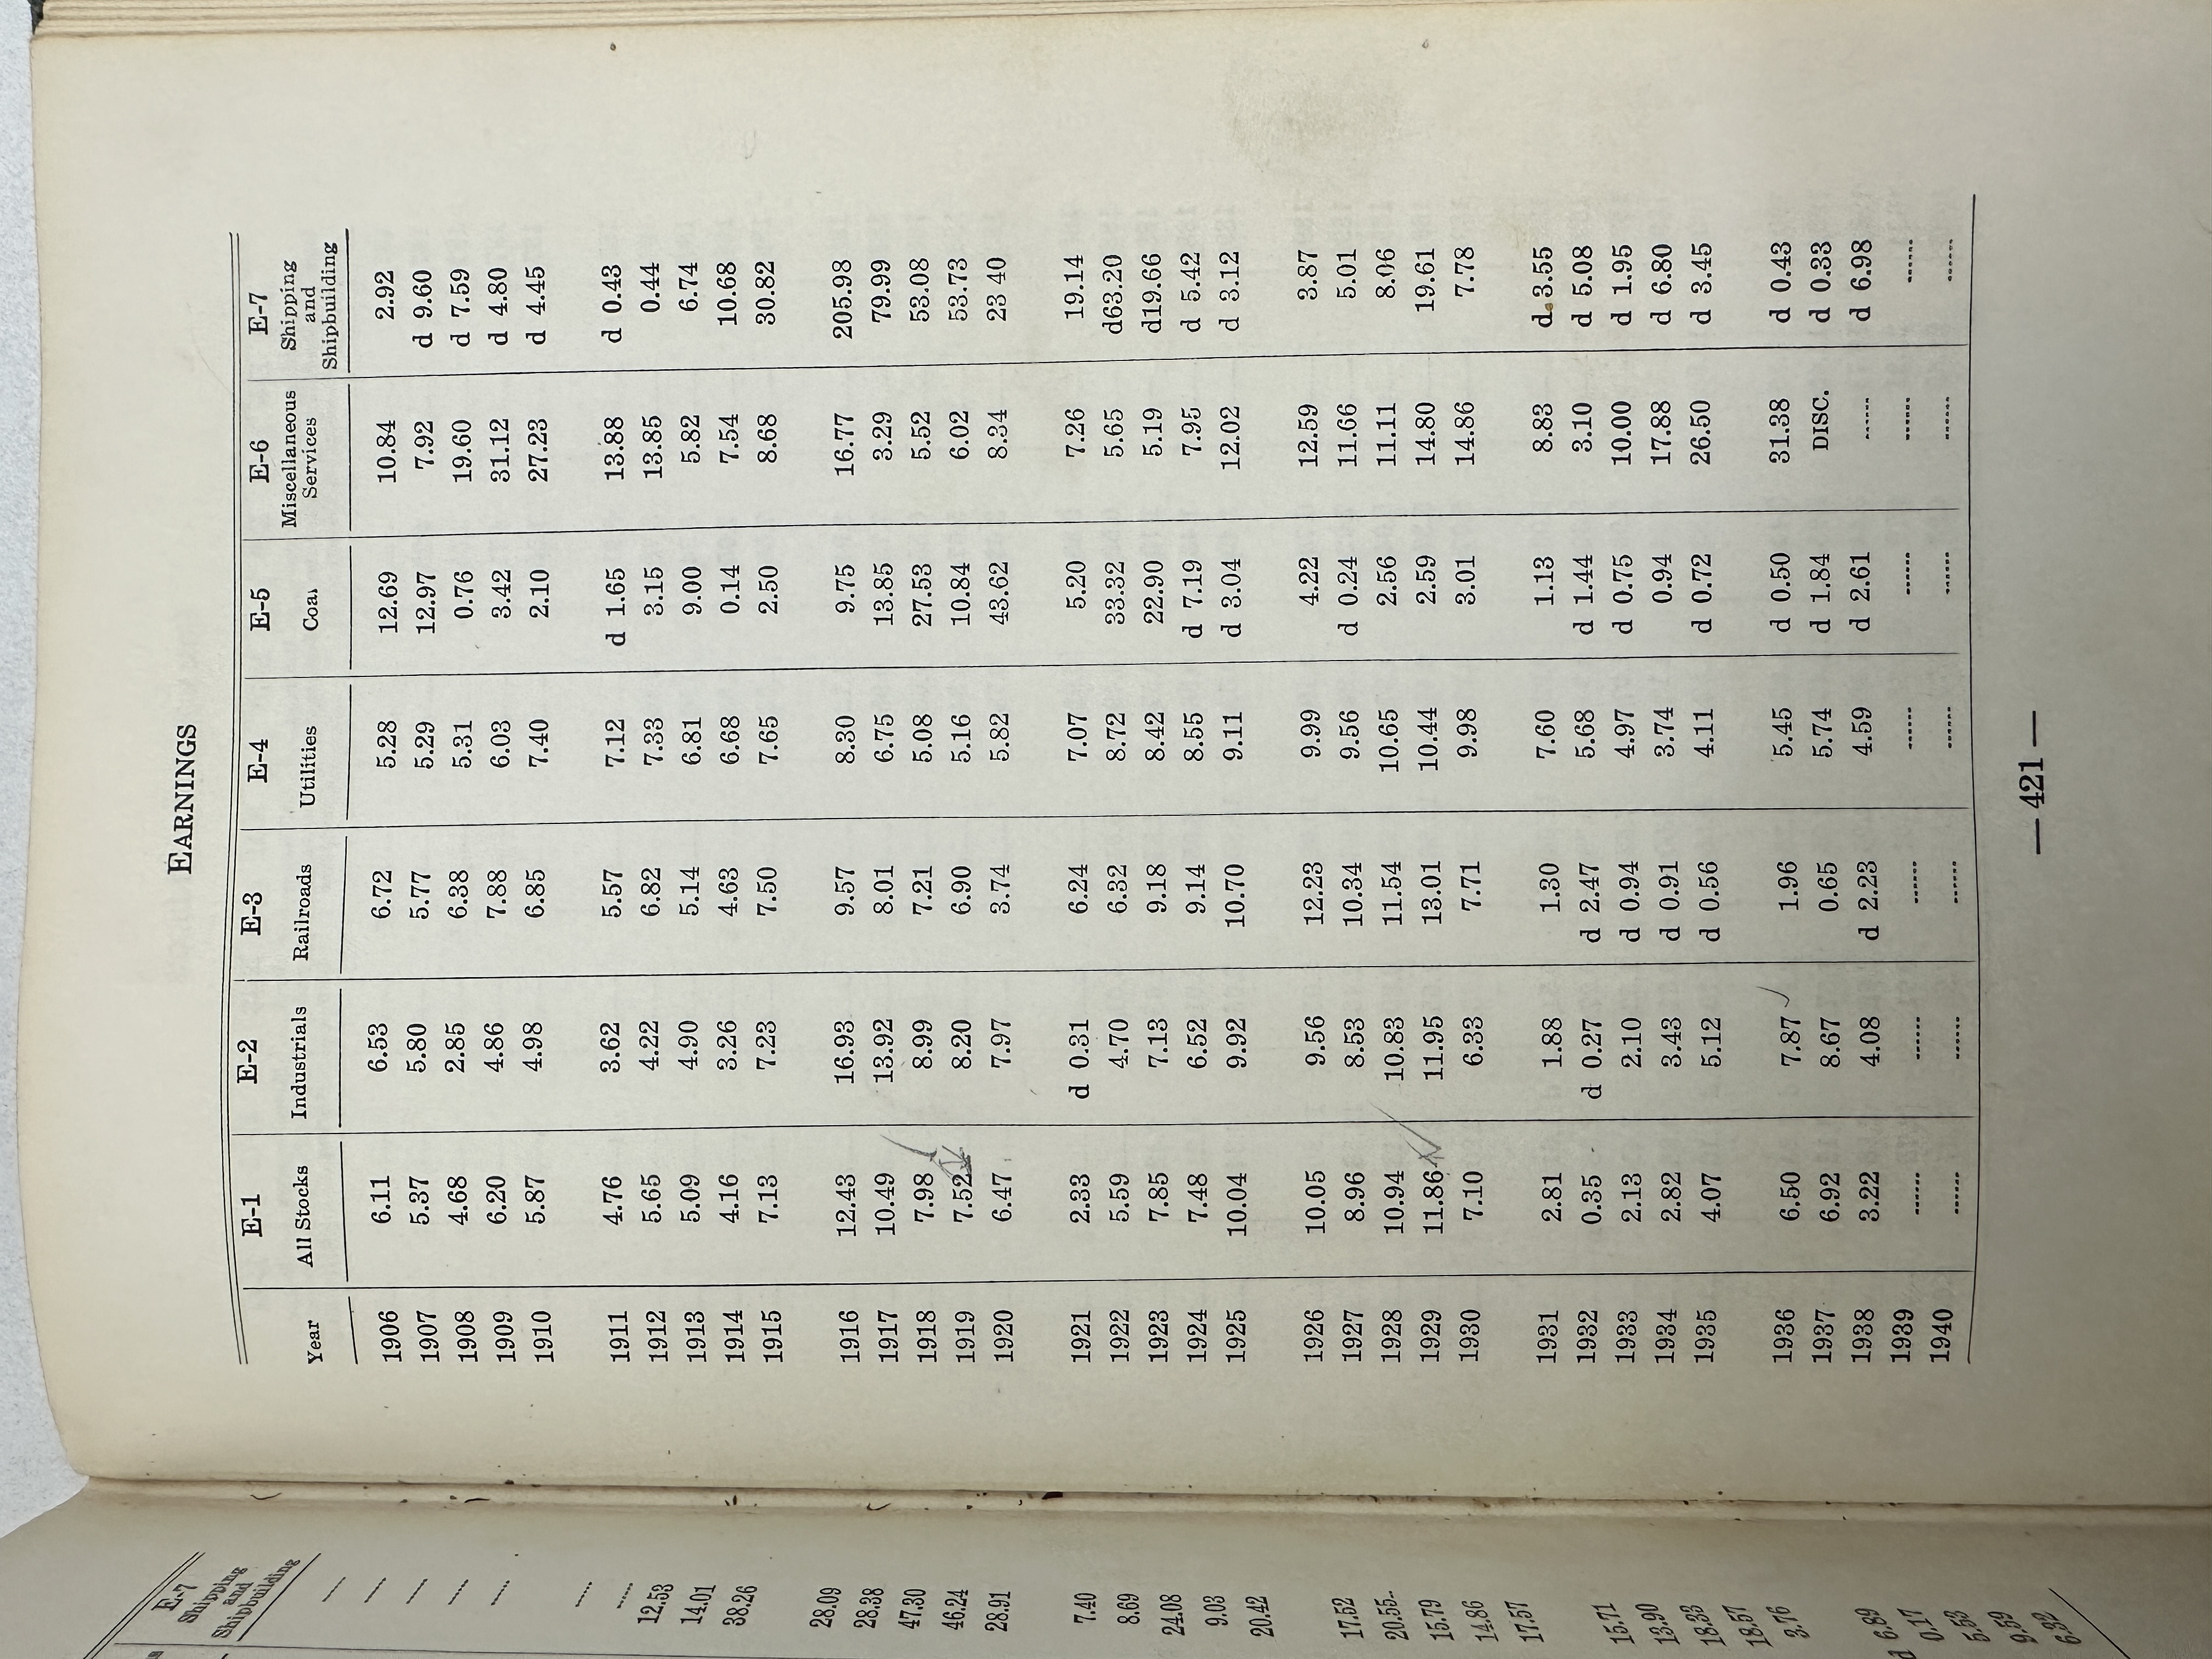 E-7
Shipping
and
Shipbuilding
12.53
14.01
38.26
28.09
28.38
47.30
46.24
28.91
7.40
8.69
24.08
9.03
20.42
17.52
20.55
15.79
14.86
17.57
15.71
13.90
18.33
18.57
3.76
d 6.89
0.17
5.53
9.59
6.32
EARNINGS
E-1 E-2 E-3 E-4 E-5 E-6 E-7
Year All Stocks Industrials Railroads Utilities Coal Miscellaneous Services Shipping and Shipbuilding
1906 6.11 6.53 6.72 5.28 12.69 10.84 2.92
1907 5.37 5.80 5.77 5.29 12.97 7.92 d 9.60
1908 4.68 2.85 6.38 5.31 0.76 19.60 d 7.59
1909 6.20 4.86 7.88 6.03 3.42 31.12 d 4.80
1910 5.87 4.98 6.85 7.40 2.10 27.23 d 4.45
1911 4.76 3.62 5.57 7.12 d 1.65 13.88 d 0.43
1912 5.65 4.22 6.82 7.33 3.15 13.85 0.44
1913 5.09 4.90 5.14 6.81 9.00 5.82 6.74
1914 4.16 3.26 4.63 6.68 0.14 7.54 10.68
1915 7.13 7.23 7.50 7.65 2.50 8.68 30.82
1916 12.43 16.93 9.57 8.30 9.75 16.77 205.98
1917 10.49 13.92 8.01 6.75 13.85 3.29 79.99
1918 7.98 8.99 7.21 5.08 27.53 5.52 53.08
1919 7.52 8.20 6.90 5.16 10.84 6.02 53.73
1920 6.47 7.97 3.74 5.82 43.62 8.34 23 40
1921 2.33 d 0.31 6.24 7.07 5.20 7.26 19.14
1922 5.59 4.70 6.32 8.72 33.32 5.65 d63.20
1923 7.85 7.13 9.18 8.42 22.90 5.19 d19.66
1924 7.48 6.52 9.14 8.55 d 7.19 7.95 d 5.42
1925 10.04 9.92 10.70 9.11 d 3.04 12.02 d 3.12
1926 10.05 9.56 12.23 9.99 4.22 12.59 3.87
1927 8.96 8.53 10.34 9.56 d 0.24 11.66 5.01
1928 10.94 10.83 11.54 10.65 2.56 11.11 8.06
1929 11.86 11.95 13.01 10.44 2.59 14.80 19.61
1930 7.10 6.33 7.71 9.98 3.01 14.86 7.78
1931 2.81 1.88 1.30 7.60 1.13 8.83 d 3.55
1932 0.35 d 0.27 d 2.47 5.68 d 1.44 3.10 d 5.08
1933 2.13 2.10 d 0.94 4.97 d 0.75 10.00 d 1.95
1934 2.82 3.43 d 0.91 3.74 0.94 17.88 d 6.80
1935 4.07 5.12 d 0.56 4.11 d 0.72 26.50 d 3.45
1936 6.50 7.87 1.96 5.45 d 0.50 31.38 d 0.43
1937 6.92 8.67 0.65 5.74 d 1.84 DISC. d 0.33
1938 3.22 4.08 d 2.23 4.59 d 2.61 ...... d 6.98
1939 ...... ...... ...... ...... ...... ...... ......
1940 ...... ...... ...... ...... ...... ...... ......
— 421 —